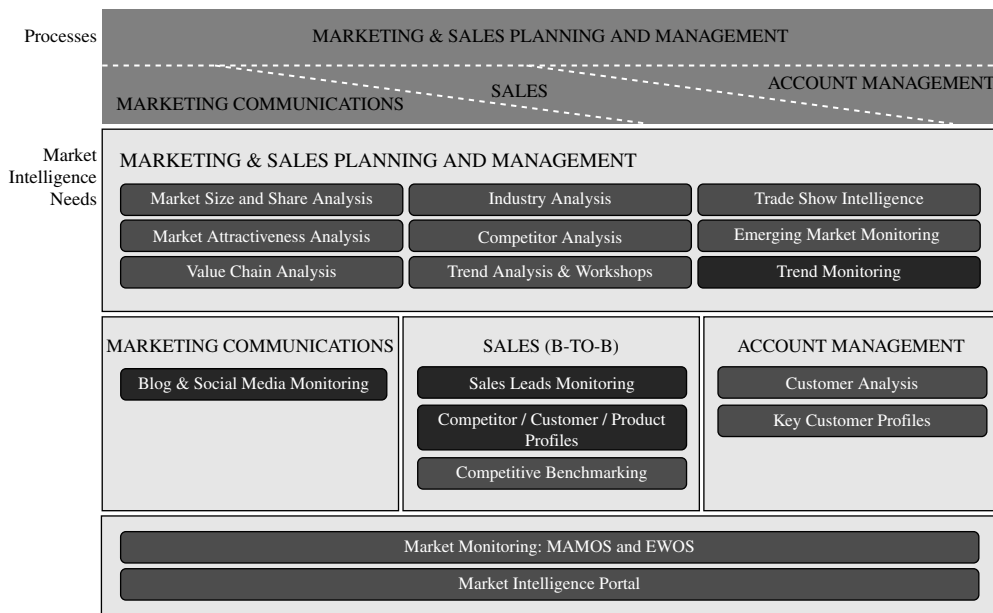 Processes
MARKETING & SALES PLANNING AND MANAGEMENT
ACCOUNT MANAGEMENT
SALES
MARKETING COMMUNICATIONS
Market
Intelligence
Needs
MARKETING & SALES PLANNING AND MANAGEMENT
Market Size and Share Analysis
Industry Analysis
Trade Show Intelligence
Market Attractiveness Analysis
Competitor Analysis
Emerging Market Monitoring
Value Chain Analysis
Trend Analysis & Workshops
Trend Monitoring
MARKETING COMMUNICATIONS
Blog & Social Media Monitoring
SALES (B-TO-B)
Sales Leads Monitoring
Competitor / Customer / Product
Profiles
Competitive Benchmarking
ACCOUNT MANAGEMENT
Customer Analysis
Key Customer Profiles
Market Monitoring: MAMOS and EWOS
Market Intelligence Portal